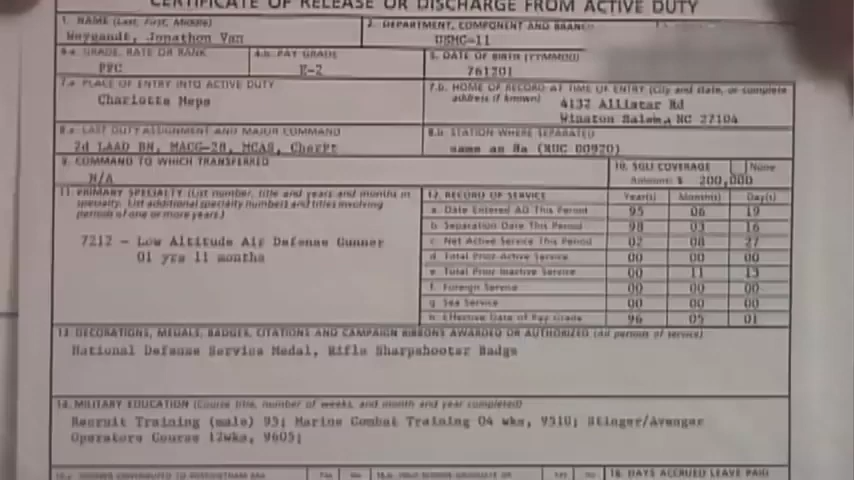 CERTIFICATE OF RELEASE OR DISCHARGE FROM ACTIVE DUTY
1. NAME (Last, First, Middle)
2. DEPARTMENT, COMPONENT AND BRANCH
Weygandt, Jonathon Van
USMC-11
4.a. GRADE, RATE OR RANK
4.b. PAY GRADE
5. DATE OF BIRTH (YYMMDD)
PFC
E-2
761201
7.a. PLACE OF ENTRY INTO ACTIVE DUTY
7.b. HOME OF RECORD AT TIME OF ENTRY (City and state, or complete address if known)
Charlotte Meps
4132 Allistar Rd
Winston Salem, NC 27104
8.a. LAST DUTY ASSIGNMENT AND MAJOR COMMAND
8.b. STATION WHERE SEPARATED
2d LAAD BN, MACG-28, MCAS, CherPt
same as 8a (RUC 00920)
9. COMMAND TO WHICH TRANSFERRED
10. SGLI COVERAGE
None
N/A
Amount: $ 200,000
11. PRIMARY SPECIALTY (List number, title and years and months in specialty. List additional specialty numbers and titles involving periods of one or more years.)
7212 - Low Altitude Air Defense Gunner
01 yrs 11 months
12. RECORD OF SERVICE
Year(s)
Month(s)
Day(s)
a. Date Entered AD This Period
95
06
19
b. Separation Date This Period
98
03
16
c. Net Active Service This Period
02
08
27
d. Total Prior Active Service
00
00
00
e. Total Prior Inactive Service
00
11
13
f. Foreign Service
00
00
00
g. Sea Service
00
00
00
h. Effective Date of Pay Grade
96
05
01
13. DECORATIONS, MEDALS, BADGES, CITATIONS AND CAMPAIGN RIBBONS AWARDED OR AUTHORIZED (All periods of service)
National Defense Service Medal, Rifle Sharpshooter Badge
14. MILITARY EDUCATION (Course title, number of weeks, and month and year completed)
Recruit Training (male) 95; Marine Combat Training 04 wks, 9510; Stinger/Avenger
Operators Course 12wks, 9605;
16. DAYS ACCRUED LEAVE PAID